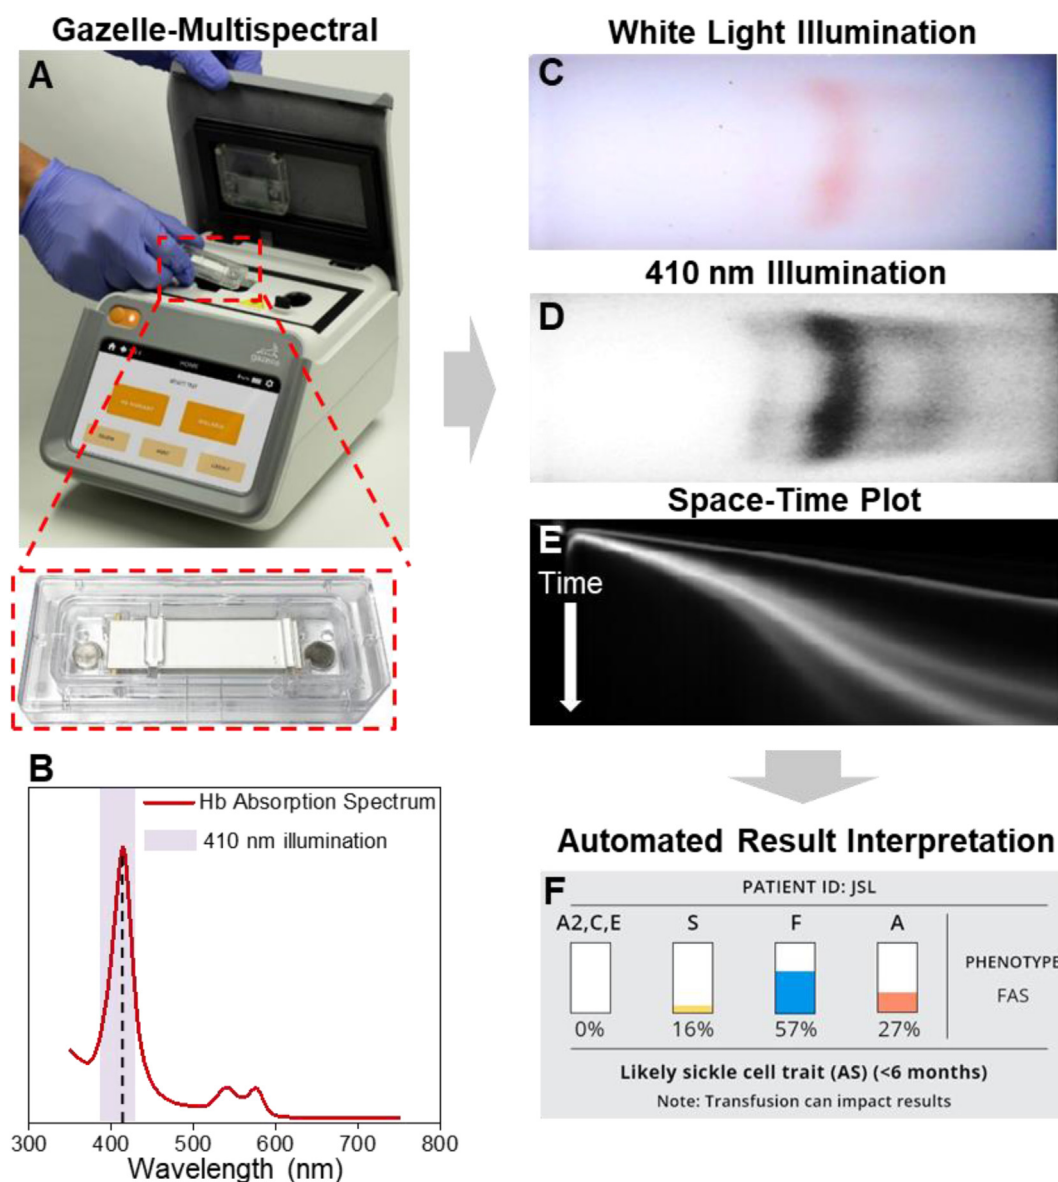 Gazelle-Multispectral
A
HOME
gazelle
White Light Illumination
C
410 nm Illumination
D
Space-Time Plot
E
Time
B
Hb Absorption Spectrum
410 nm illumination
300 400 500 600 700 800
Wavelength (nm)
Automated Result Interpretation
F
PATIENT ID: JSL
A2,C,E S F A
PHENOTYPE
FAS
0% 16% 57% 27%
Likely sickle cell trait (AS) (<6 months)
Note: Transfusion can impact results